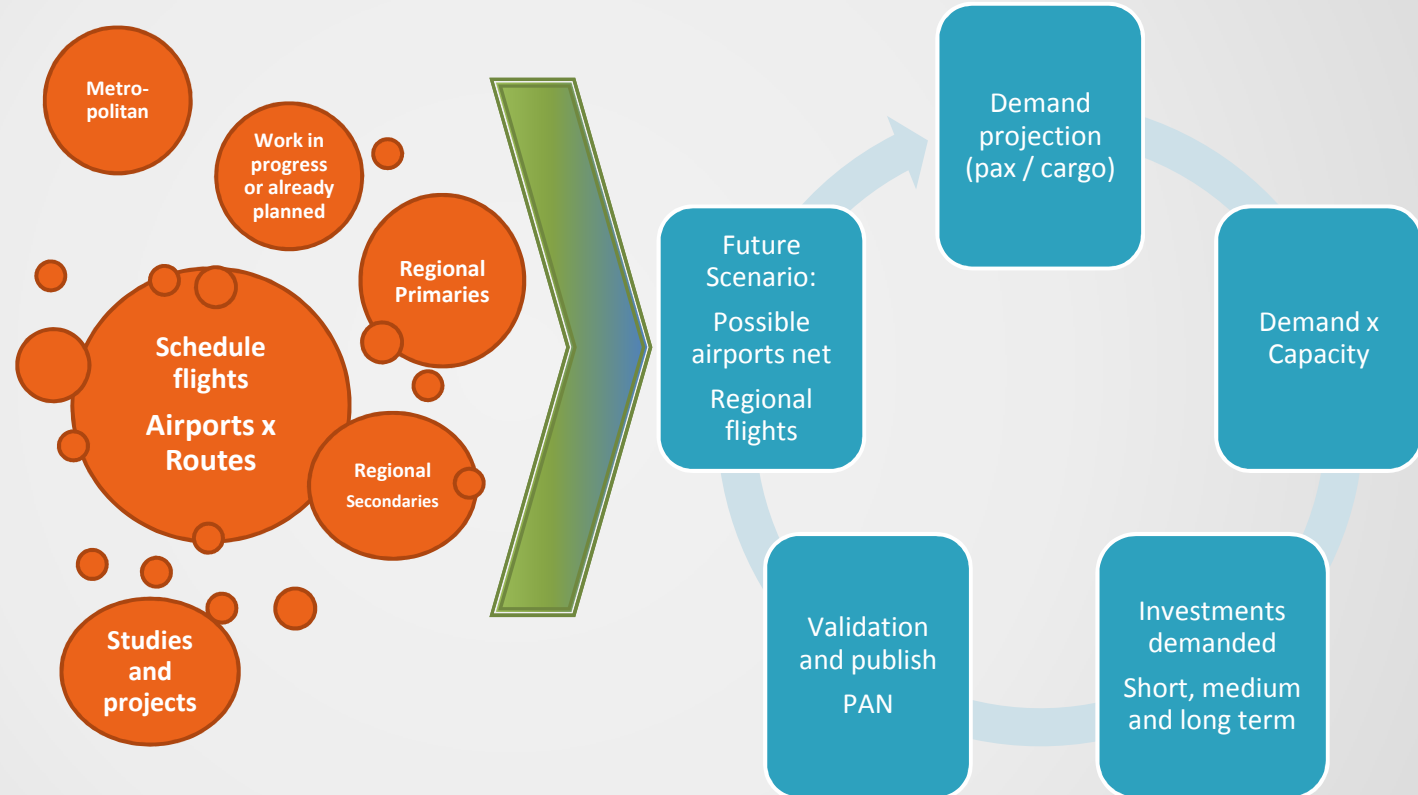 Metro-
politan
Work in
progress
or already
planned
Regional
Primaries
Schedule
flights
Airports x
Routes
Regional
Secondaries
Studies
and
projects
Demand
projection
(pax / cargo)
Future
Scenario:
Possible
airports net
Regional
flights
Demand x
Capacity
Validation
and publish
PAN
Investments
demanded
Short, medium
and long term